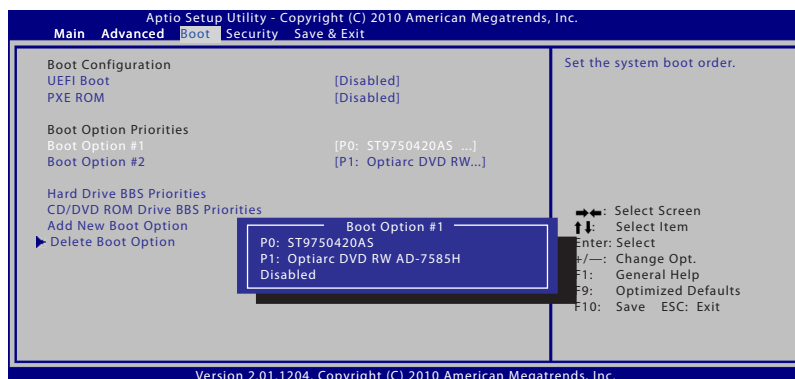 Aptio Setup Utility - Copyright (C) 2010 American Megatrends, Inc.
Main Advanced Boot Security Save & Exit
Boot Configuration
UEFI Boot [Disabled]
PXE ROM [Disabled]
Boot Option Priorities
Boot Option #1 [P0: ST9750420AS ...]
Boot Option #2 [P1: Optiarc DVD RW...]
Hard Drive BBS Priorities
CD/DVD ROM Drive BBS Priorities
Add New Boot Option
Delete Boot Option
Boot Option #1
P0: ST9750420AS
P1: Optiarc DVD RW AD-7585H
Disabled
Set the system boot order.
→←: Select Screen
↑↓: Select Item
Enter: Select
+/—: Change Opt.
F1: General Help
F9: Optimized Defaults
F10: Save ESC: Exit
Version 2.01.1204. Copyright (C) 2010 American Megatrends, Inc.